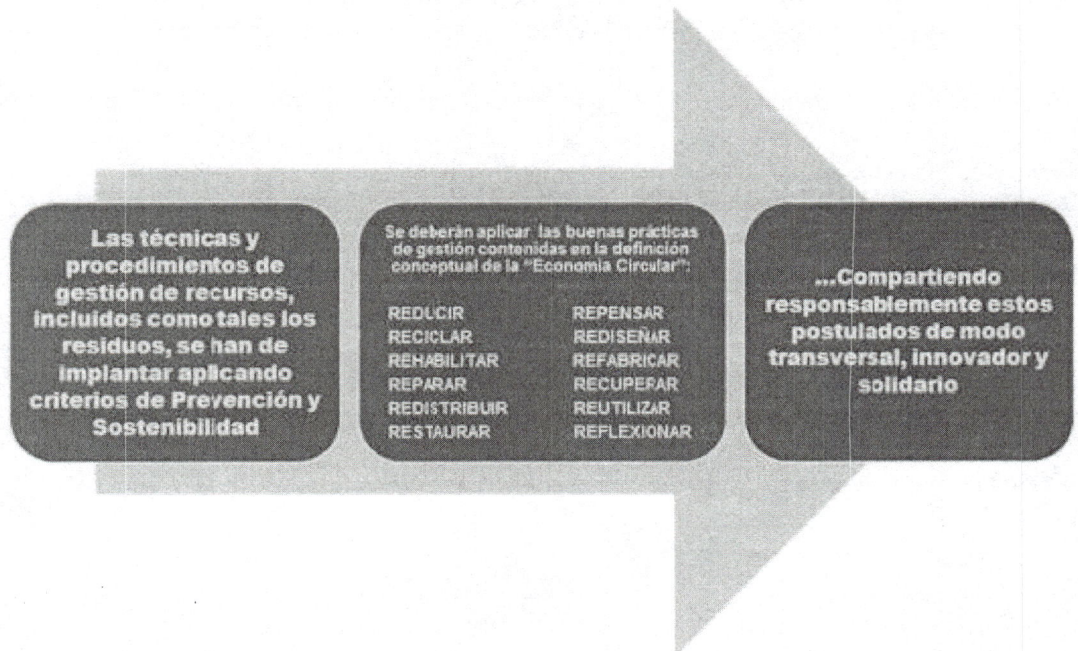 Las técnicas y
procedimientos de
gestión de recursos,
incluidos como tales los
residuos, se han de
implantar aplicando
criterios de Prevención y
Sostenibilidad
Se deberán aplicar las buenas prácticas
de gestión contenidas en la definición
conceptual de la "Economía Circular":
REDUCIR
RECICLAR
REHABILITAR
REPARAR
REDISTRIBUIR
RESTAURAR
REPENSAR
REDISEÑAR
REFABRICAR
RECUPERAR
REUTILIZAR
REFLEXIONAR
...Compartiendo
responsablemente estos
postulados de modo
transversal, innovador y
solidario